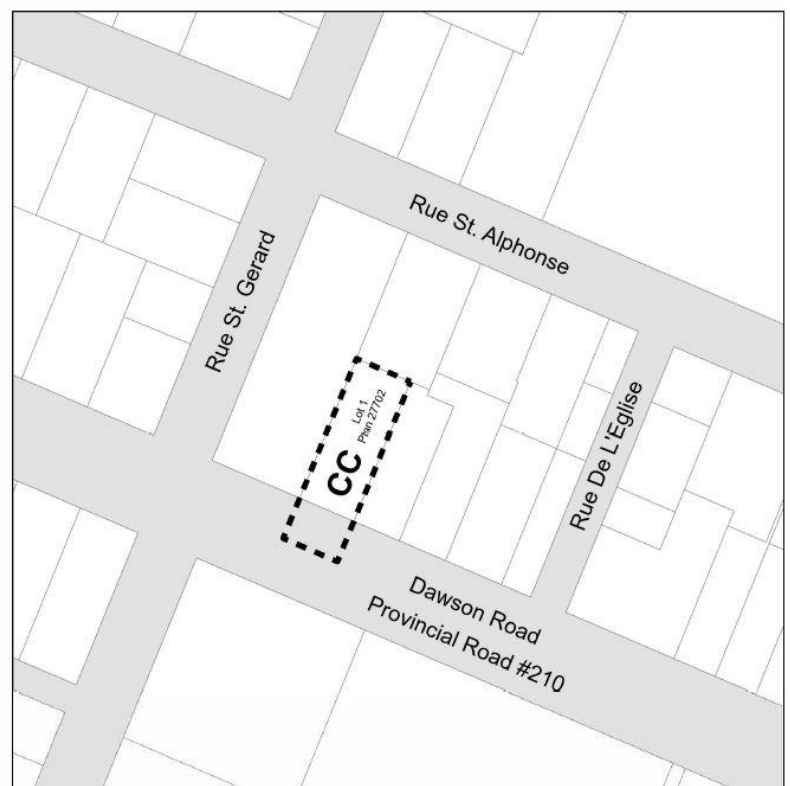 Rue St. Alphonse
Rue St. Gerard
Lot 1
Plan 27702
CC
Rue De L'Eglise
Dawson Road
Provincial Road #210